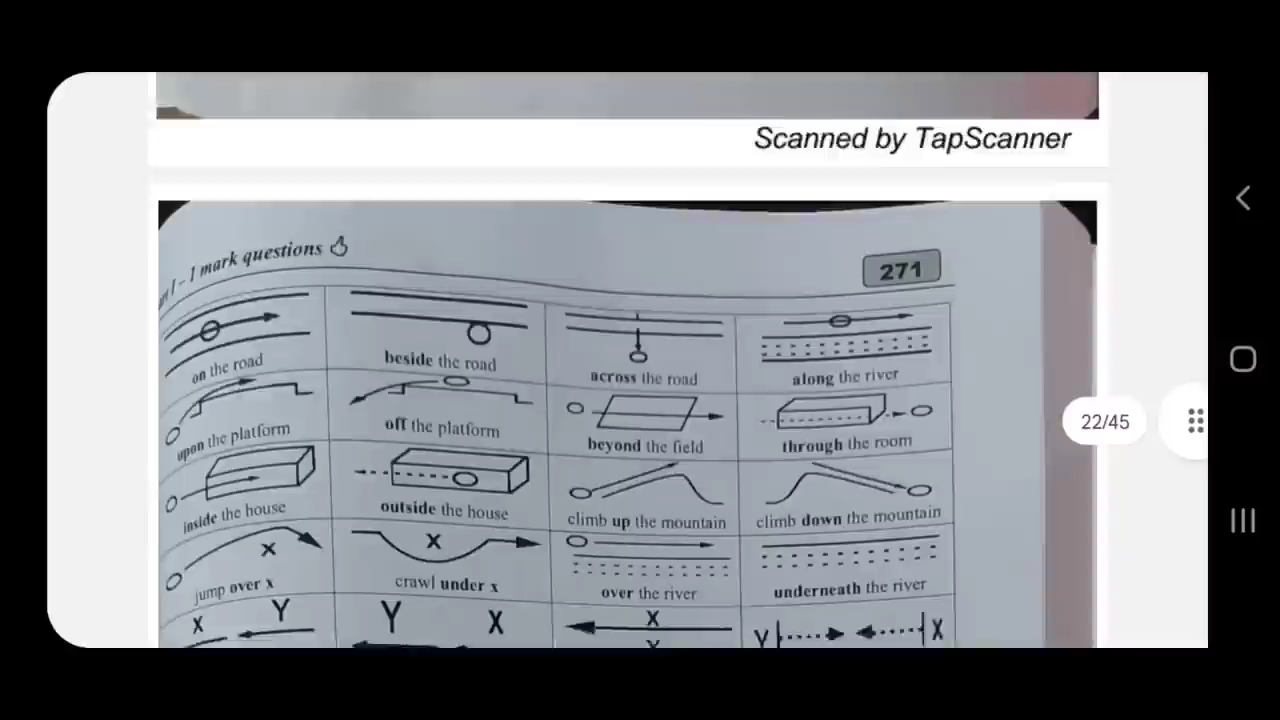 Scanned by TapScanner
I - 1 mark questions
271
on the road
beside the road
across the road
along the river
upon the platform
off the platform
beyond the field
through the room
22/45
inside the house
outside the house
climb up the mountain
climb down the mountain
x
x
jump over x
crawl under x
over the river
underneath the river
X Y
Y X
X
Y X